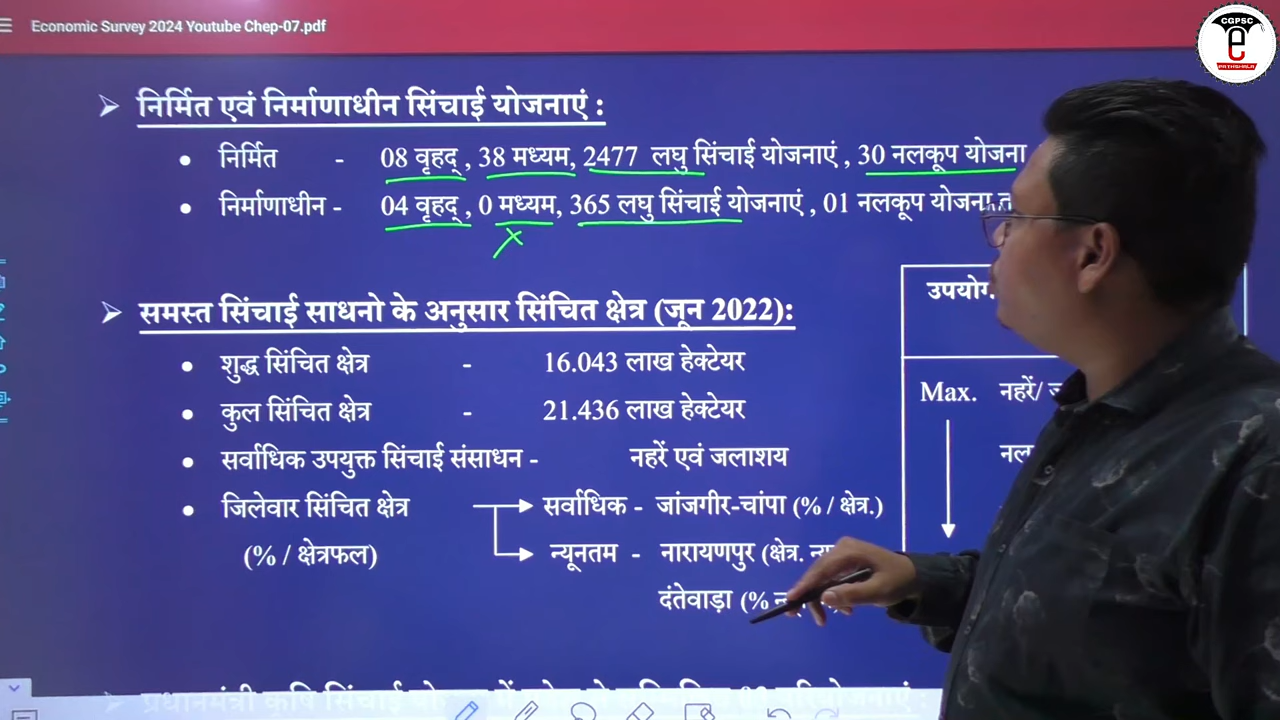 Economic Survey 2024 Youtube Chep-07.pdf
CGPSC
e
PATHSHALA
➢ निर्मित एवं निर्माणाधीन सिंचाई योजनाएं :
• निर्मित - 08 वृहद् , 38 मध्यम, 2477 लघु सिंचाई योजनाएं , 30 नलकूप योजना
• निर्माणाधीन - 04 वृहद् , 0 मध्यम, 365 लघु सिंचाई योजनाएं , 01 नलकूप योजना
➢ समस्त सिंचाई साधनो के अनुसार सिंचित क्षेत्र (जून 2022):
• शुद्ध सिंचित क्षेत्र - 16.043 लाख हेक्टेयर
• कुल सिंचित क्षेत्र - 21.436 लाख हेक्टेयर
• सर्वाधिक उपयुक्त सिंचाई संसाधन - नहरें एवं जलाशय
• जिलेवार सिंचित क्षेत्र सर्वाधिक - जांजगीर-चांपा (% / क्षेत्र.)
(% / क्षेत्रफल) न्यूनतम - नारायणपुर (क्षेत्र.
दंतेवाड़ा (%
Max. नहरें/